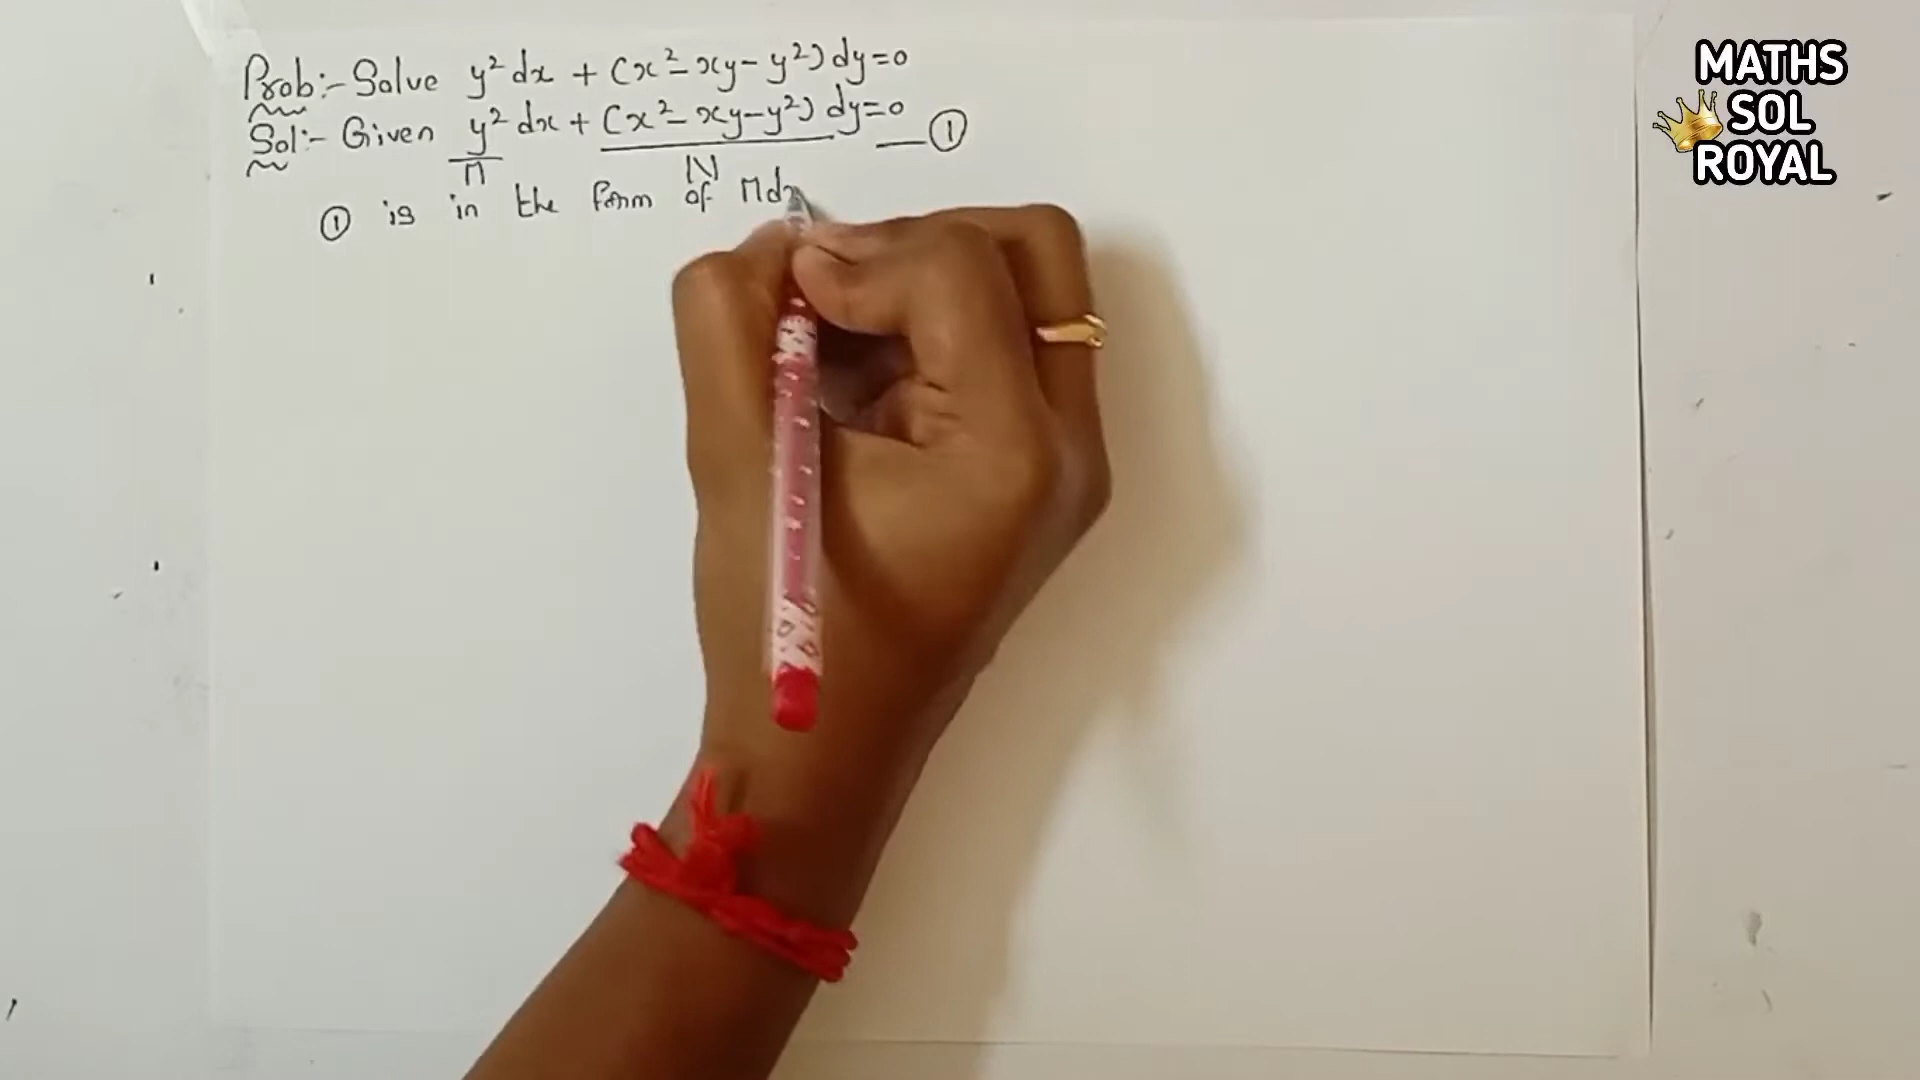 Prob:- Solve y² dx + (x² - xy - y²) dy = 0
Sol:- Given y² dx + (x² - xy - y²) dy = 0 — ①
M N
① is in the form of Mdx
MATHS
SOL
ROYAL